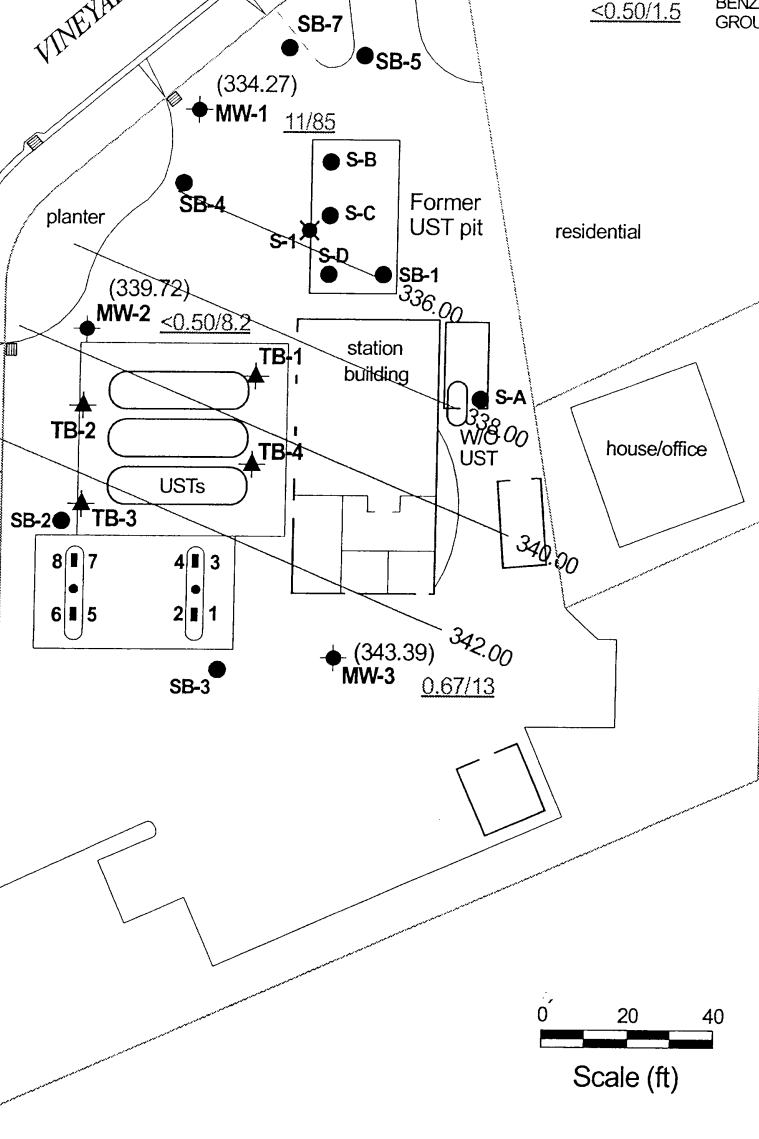 <0.50/1.5
SB-7
SB-5
(334.27)
MW-1
11/85
S-B
SB-4
S-C
Former
UST pit
planter
residential
S-1
S-D
SB-1
336.00
(339.72)
MW-2
<0.50/8.2
station
building
TB-1
S-A
TB-2
338.00
W/O
UST
TB-4
house/office
USTs
SB-2
TB-3
8 7
4 3
340.00
6 5
2 1
342.00
(343.39)
MW-3
SB-3
0.67/13
0 20 40
Scale (ft)